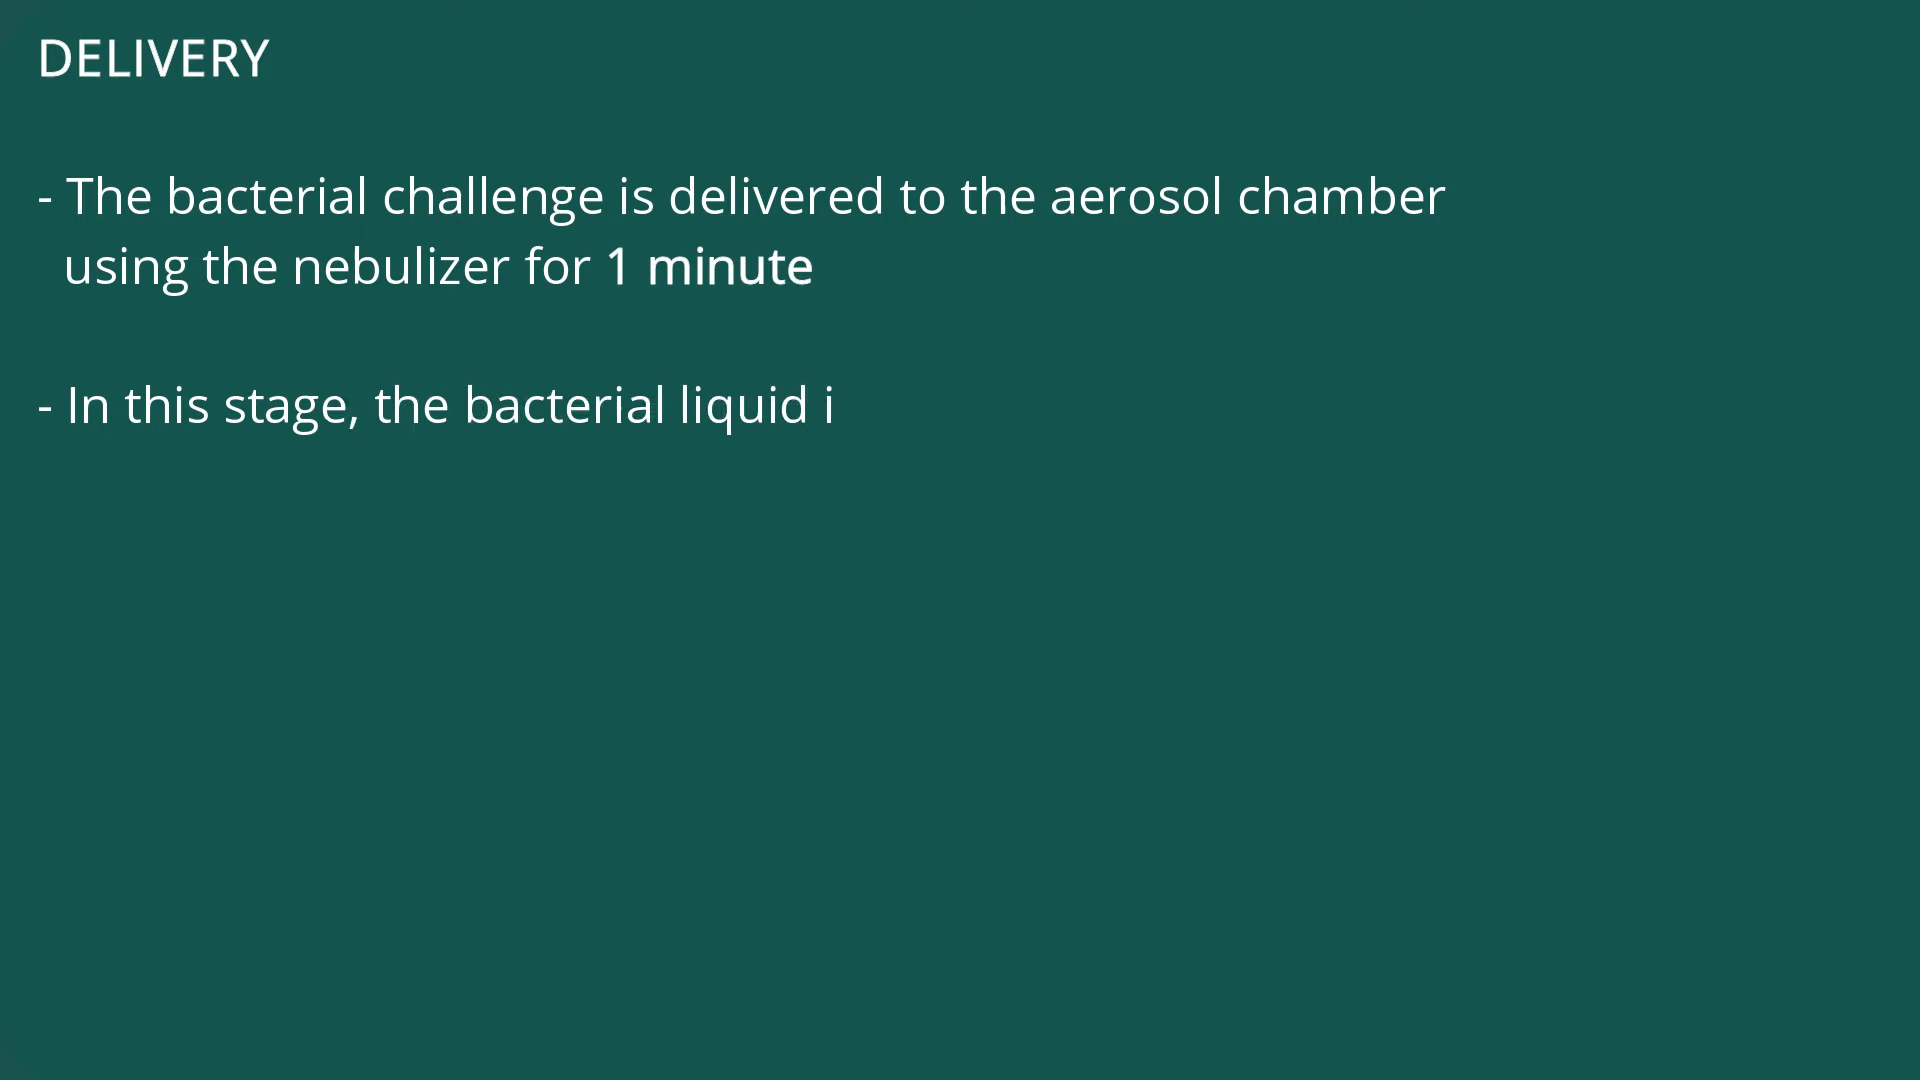 DELIVERY
- The bacterial challenge is delivered to the aerosol chamber
using the nebulizer for 1 minute
- In this stage, the bacterial liquid i